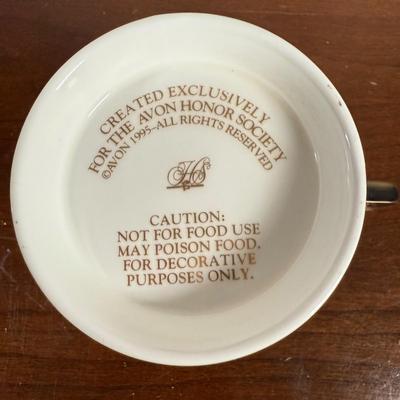 CREATED EXCLUSIVELY
FOR THE AVON HONOR SOCIETY
©AVON 1995–ALL RIGHTS RESERVED
HS
CAUTION:
NOT FOR FOOD USE
MAY POISON FOOD.
FOR DECORATIVE
PURPOSES ONLY.